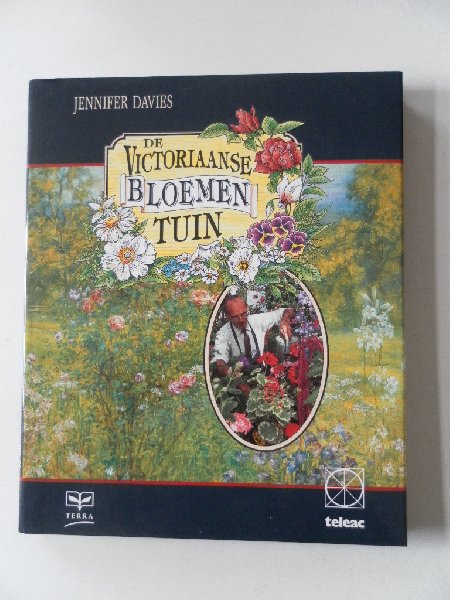 JENNIFER DAVIES
DE
VICTORIAANSE
BLOEMEN
TUIN
TERRA
teleac